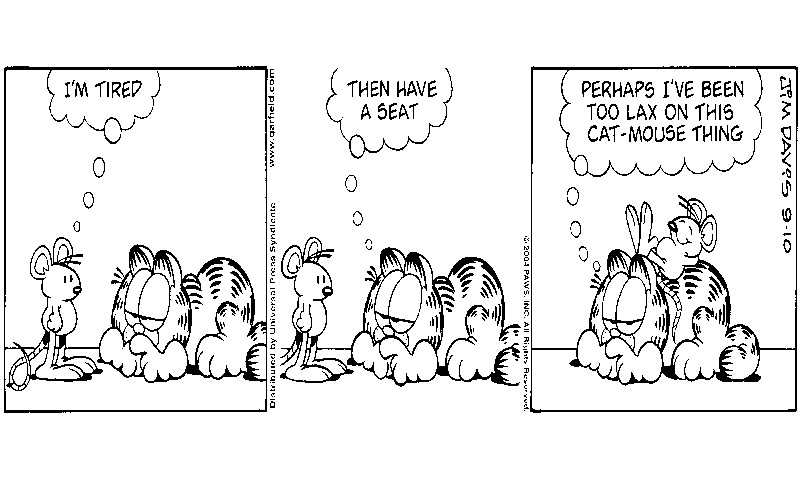 I'M TIRED
www.garfield.com
Distributed by Universal Press Syndicate
THEN HAVE
A SEAT
© 2004 PAWS, INC. All Rights Reserved.
PERHAPS I'VE BEEN
TOO LAX ON THIS
CAT-MOUSE THING
JIM DAVIS 9-10